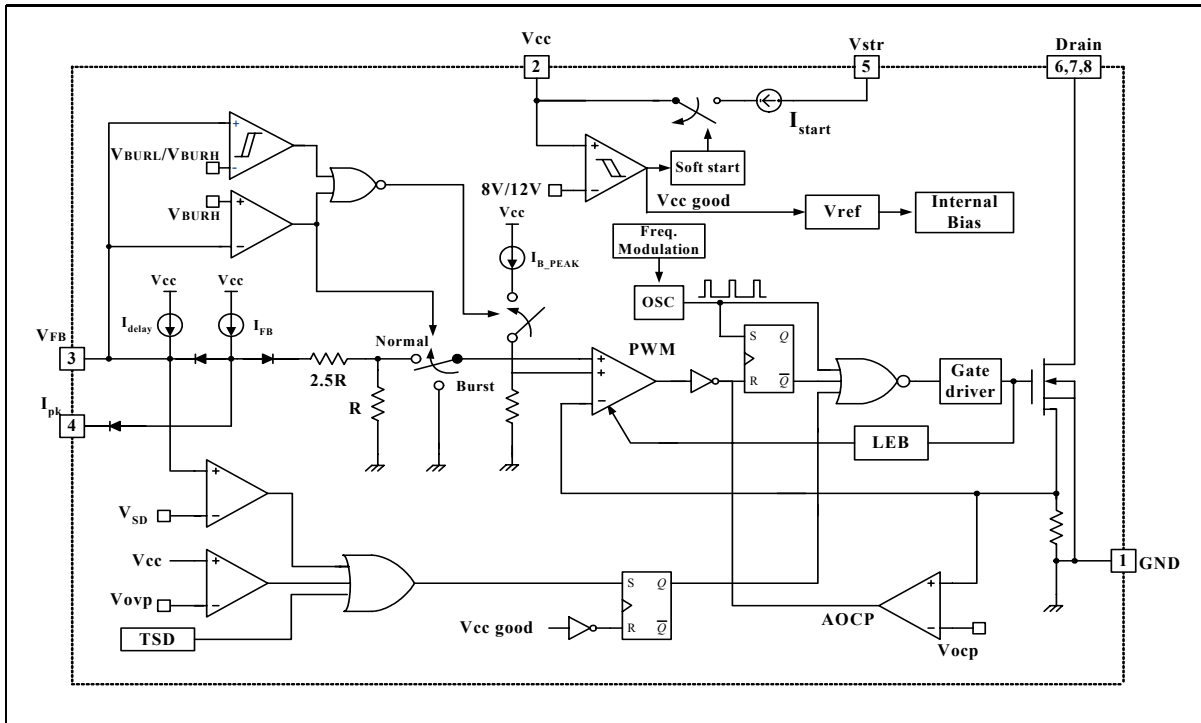 Vcc
Vstr
Drain
2
5
6,7,8
Istart
VBURL/VBURH
+
-
+
−
8V/12V
Soft start
Vcc good
VBURH
+
−
Vref
Internal
Bias
Vcc
IB_PEAK
Freq.
Modulation
OSC
Vcc
Vcc
Idelay
IFB
VFB
3
Normal
Burst
2.5R
R
PWM
+
+
−
S
Q
R
Q
Gate
driver
Ipk
4
LEB
+
−
VSD
Vcc
+
−
Vovp
TSD
S
Q
R
Q
Vcc good
AOCP
+
−
Vocp
1
GND